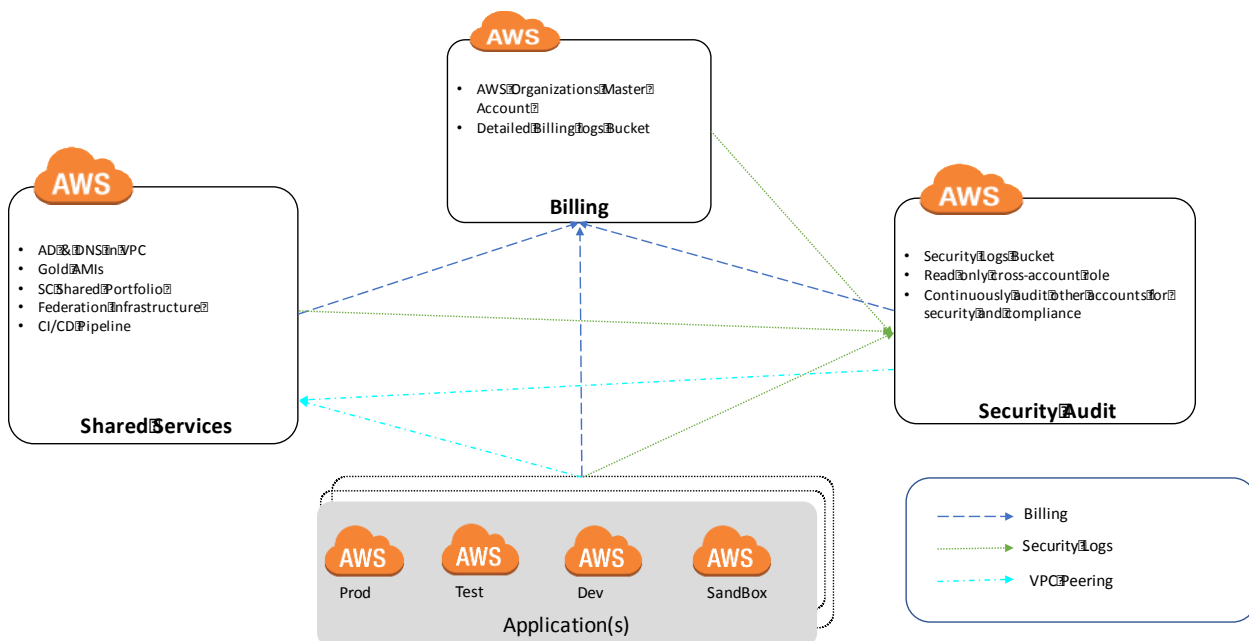 AWS
AWS Organizations Master
Account
Detailed Billing logs Bucket
Billing
AWS
AD & DNS in VPC
Gold AMIs
SC Shared Portfolio
Federation Infrastructure
CI/CD Pipeline
Shared Services
AWS
Security Logs Bucket
Read only cross-account role
Continuously audit other accounts for
security and compliance
Security Audit
AWS
AWS
AWS
AWS
Prod
Test
Dev
SandBox
Application(s)
Billing
Security Logs
VPC Peering